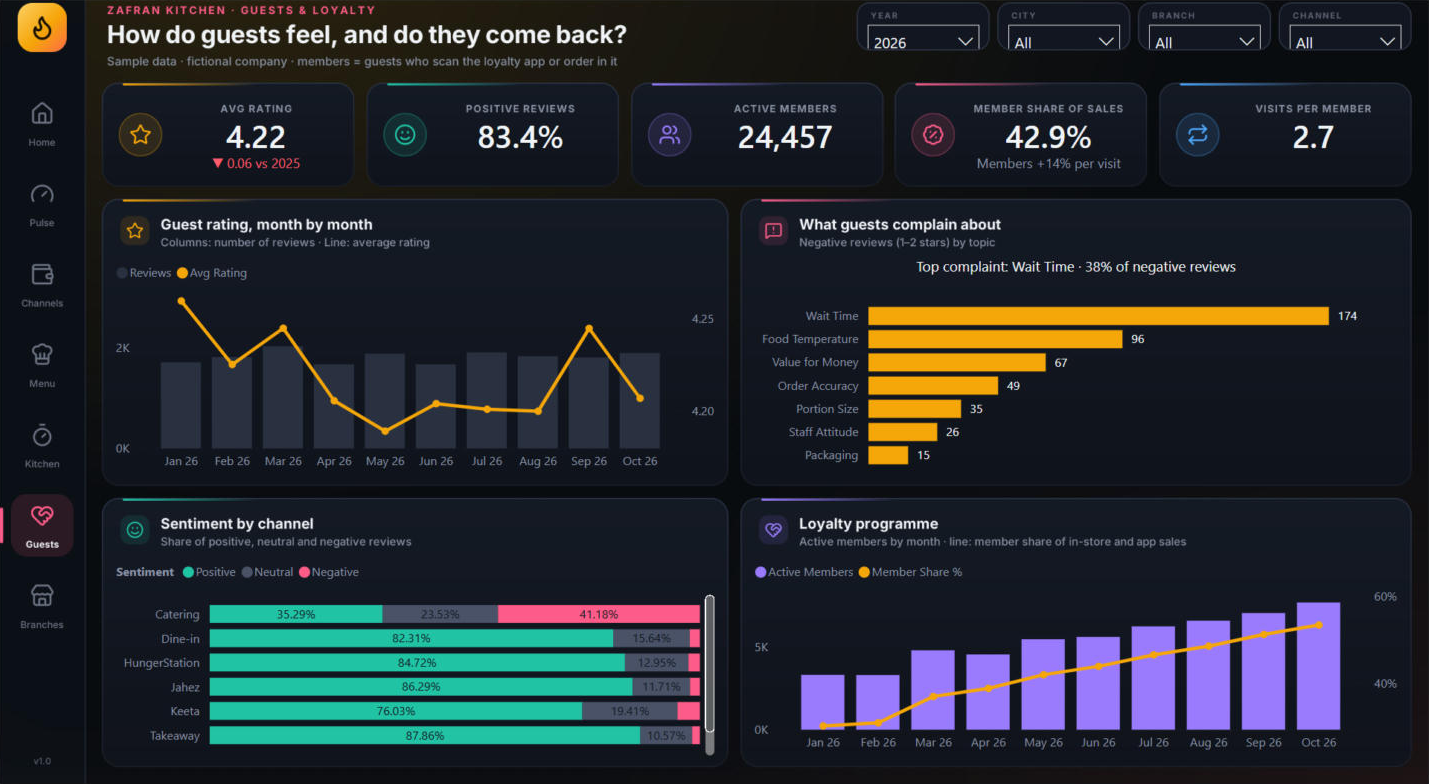 ZAFRAN KITCHEN · GUESTS & LOYALTY
How do guests feel, and do they come back?
Sample data · fictional company · members = guests who scan the loyalty app or order in it
YEAR
2026
CITY
All
BRANCH
All
CHANNEL
All
Home
Pulse
Channels
Menu
Kitchen
Guests
Branches
v1.0
AVG RATING
4.22
▼ 0.06 vs 2025
POSITIVE REVIEWS
83.4%
ACTIVE MEMBERS
24,457
MEMBER SHARE OF SALES
42.9%
Members +14% per visit
VISITS PER MEMBER
2.7
Guest rating, month by month
Columns: number of reviews · Line: average rating
Reviews Avg Rating
2K
0K
4.25
4.20
Jan 26 Feb 26 Mar 26 Apr 26 May 26 Jun 26 Jul 26 Aug 26 Sep 26 Oct 26
What guests complain about
Negative reviews (1–2 stars) by topic
Top complaint: Wait Time · 38% of negative reviews
Wait Time 174
Food Temperature 96
Value for Money 67
Order Accuracy 49
Portion Size 35
Staff Attitude 26
Packaging 15
Sentiment by channel
Share of positive, neutral and negative reviews
Sentiment Positive Neutral Negative
Catering 35.29% 23.53% 41.18%
Dine-in 82.31% 15.64%
HungerStation 84.72% 12.95%
Jahez 86.29% 11.71%
Keeta 76.03% 19.41%
Takeaway 87.86% 10.57%
Loyalty programme
Active members by month · line: member share of in-store and app sales
Active Members Member Share %
5K
0K
60%
40%
Jan 26 Feb 26 Mar 26 Apr 26 May 26 Jun 26 Jul 26 Aug 26 Sep 26 Oct 26